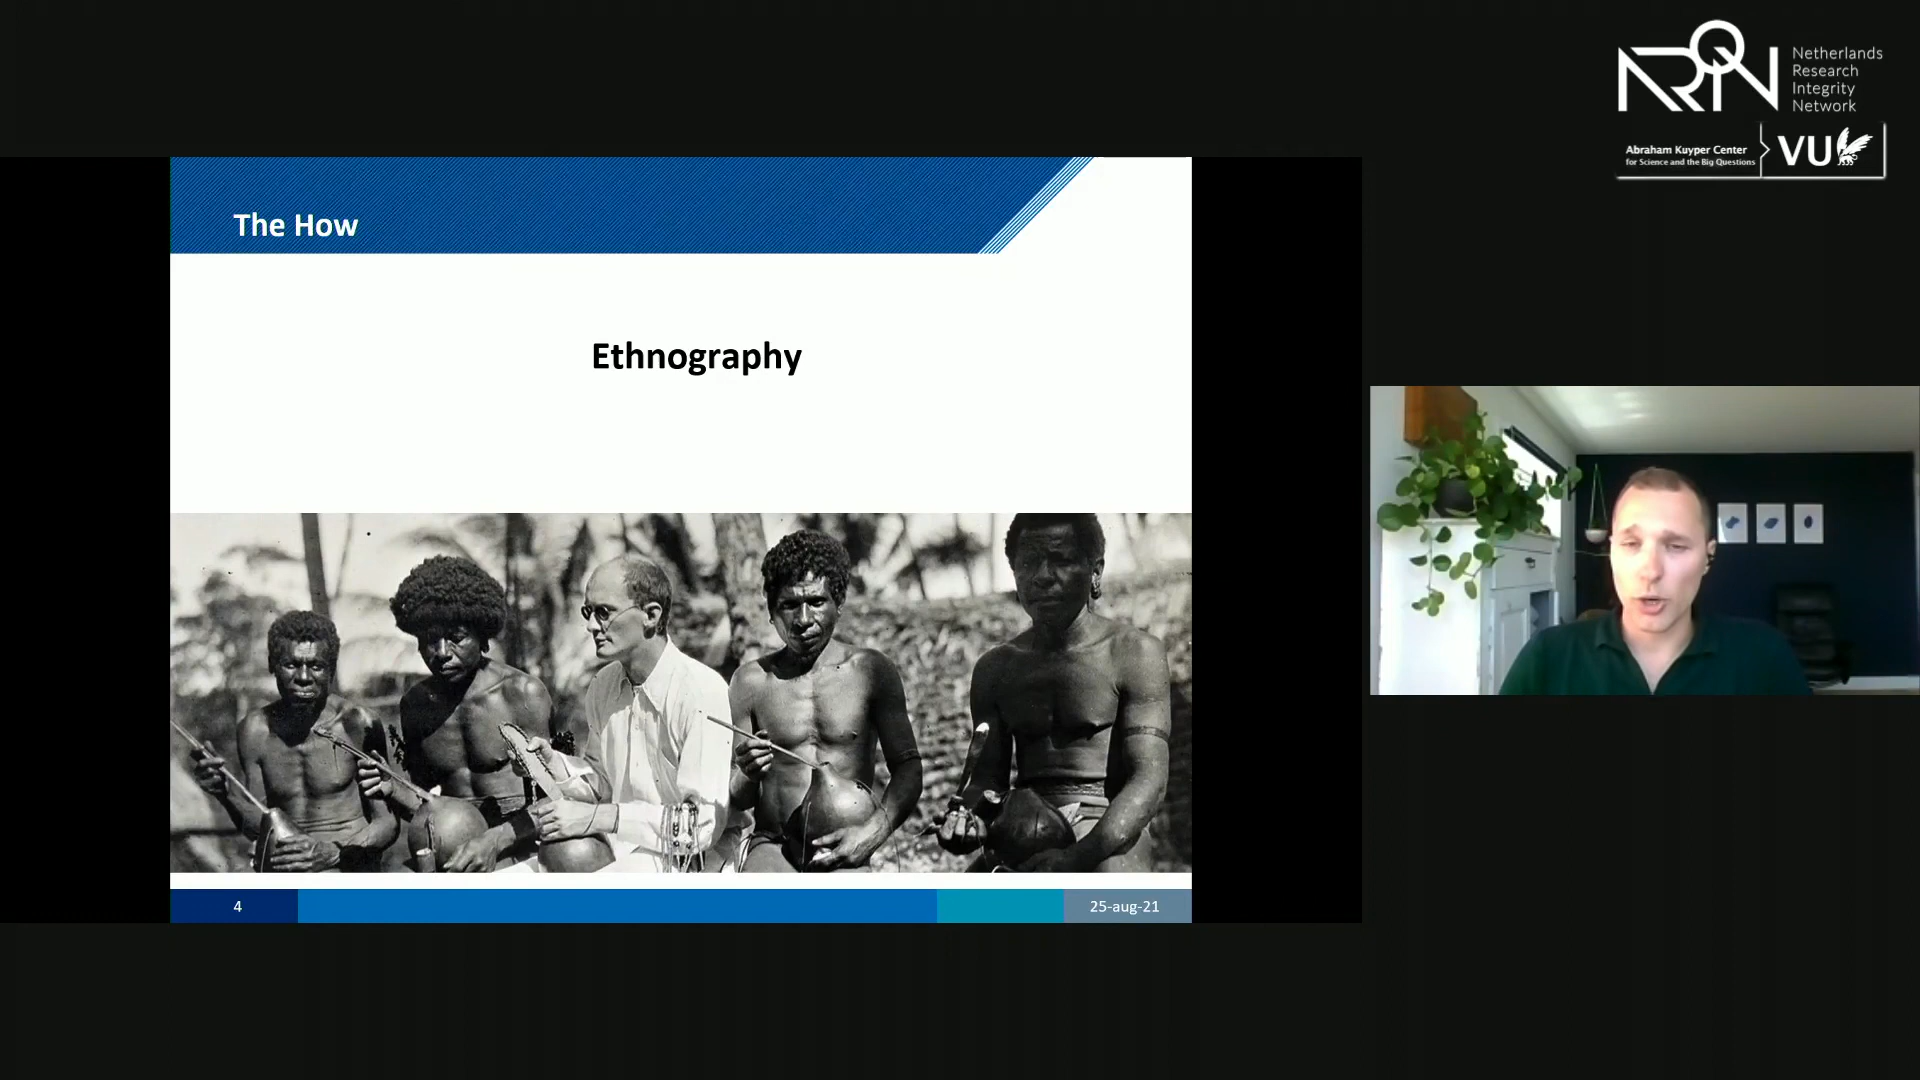 NRIN
Netherlands
Research
Integrity
Network
Abraham Kuyper Center
for Science and the Big Questions
VU
The How
Ethnography
4
25-aug-21